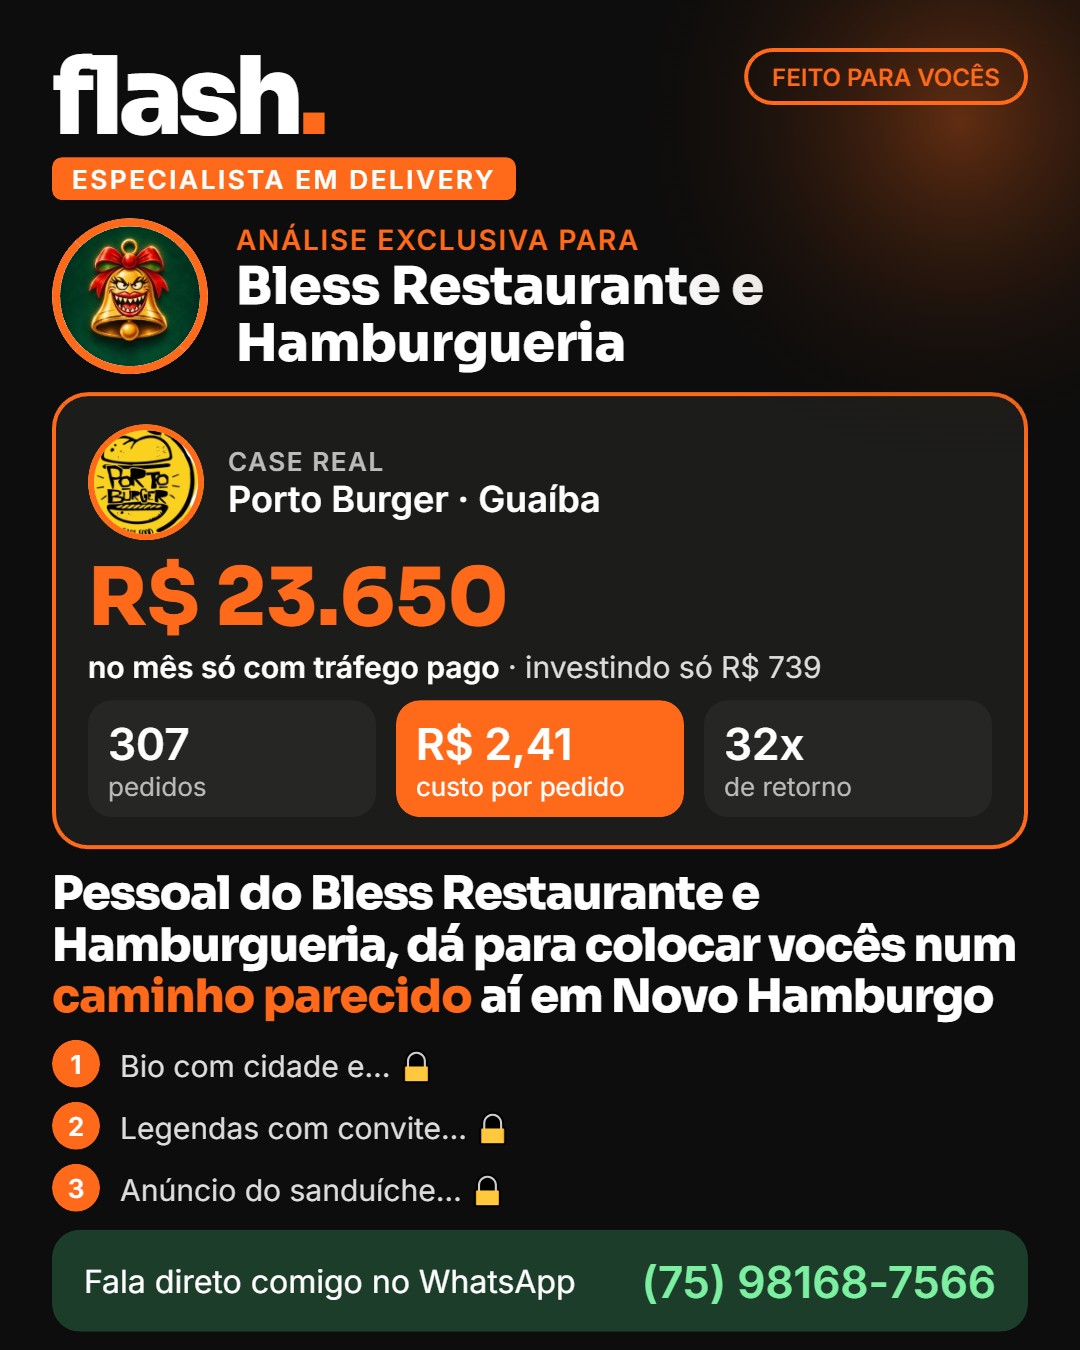 flash.
FEITO PARA VOCÊS
ESPECIALISTA EM DELIVERY
ANÁLISE EXCLUSIVA PARA
Bless Restaurante e
Hamburgueria
PORTO
BURGER
CASE REAL
Porto Burger · Guaíba
R$ 23.650
no mês só com tráfego pago · investindo só R$ 739
307
pedidos
R$ 2,41
custo por pedido
32x
de retorno
Pessoal do Bless Restaurante e
Hamburgueria, dá para colocar vocês num
caminho parecido aí em Novo Hamburgo
1 Bio com cidade e... 🔒
2 Legendas com convite... 🔒
3 Anúncio do sanduíche... 🔒
Fala direto comigo no WhatsApp (75) 98168-7566